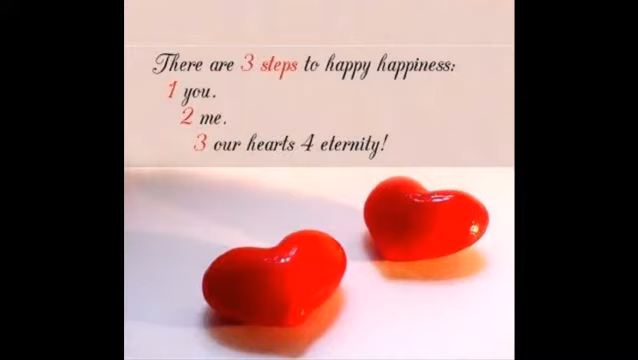 There are 3 steps to happy happiness:
1 you.
2 me.
3 our hearts 4 eternity!